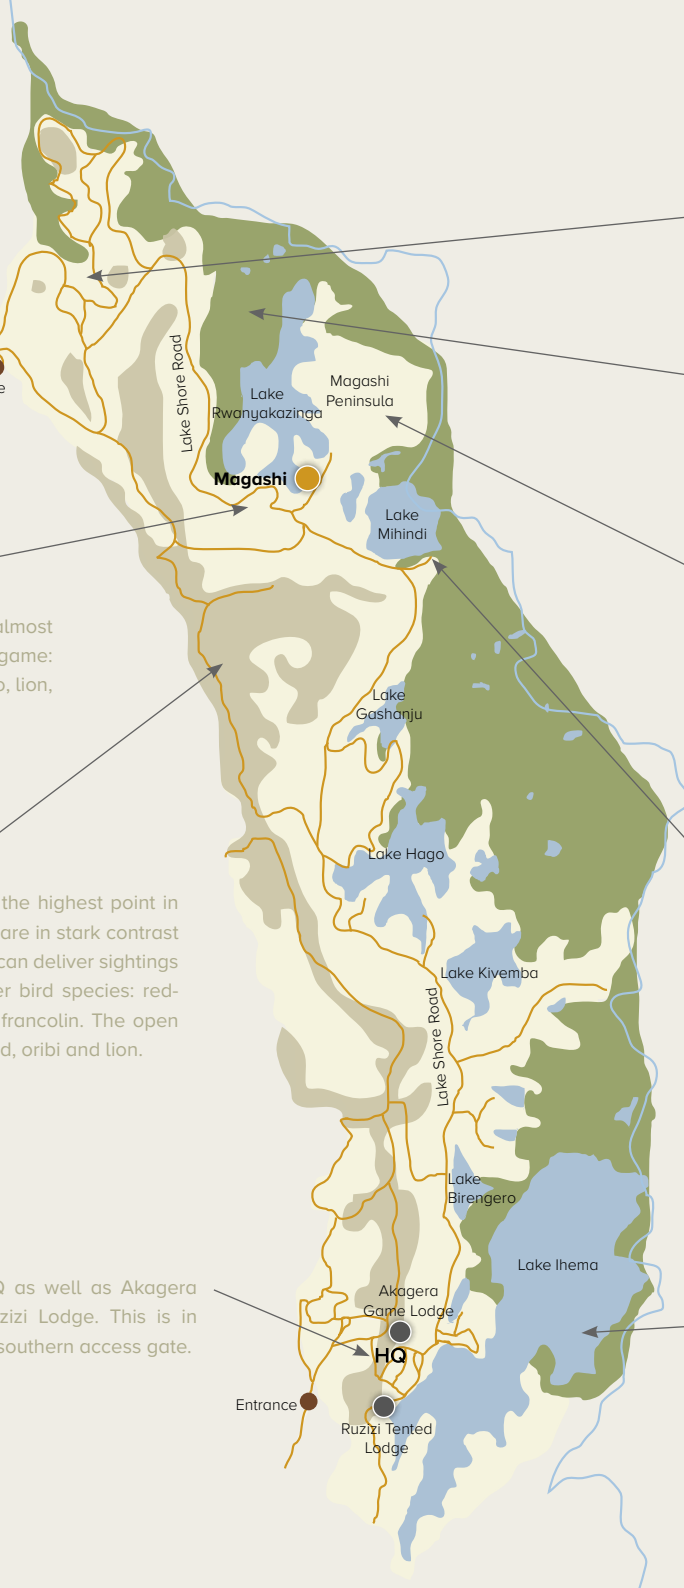 Lake Shore Road
Magashi
Peninsula
Lake
Rwanyakazinga
e
Magashi
Lake
Mihindi
almost
game:
o, lion,
Lake
Gashanju
Lake Hago
the highest point in
are in stark contrast
can deliver sightings
er bird species: red-
francolin. The open
d, oribi and lion.
Lake Kivemba
Lake Shore Road
Lake
Birengero
Lake Ihema
Q as well as Akagera
zizi Lodge. This is in
southern access gate.
Akagera
Game Lodge
HQ
Entrance
Ruzizi Tented
Lodge